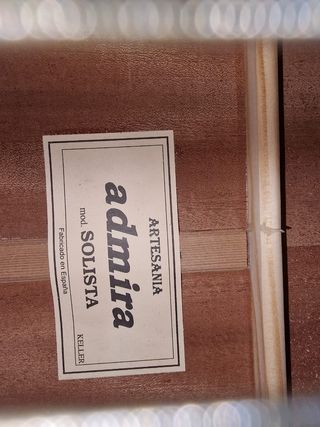 ARTESANIA
admira
mod. SOLISTA
KELLER
Fabricado en España